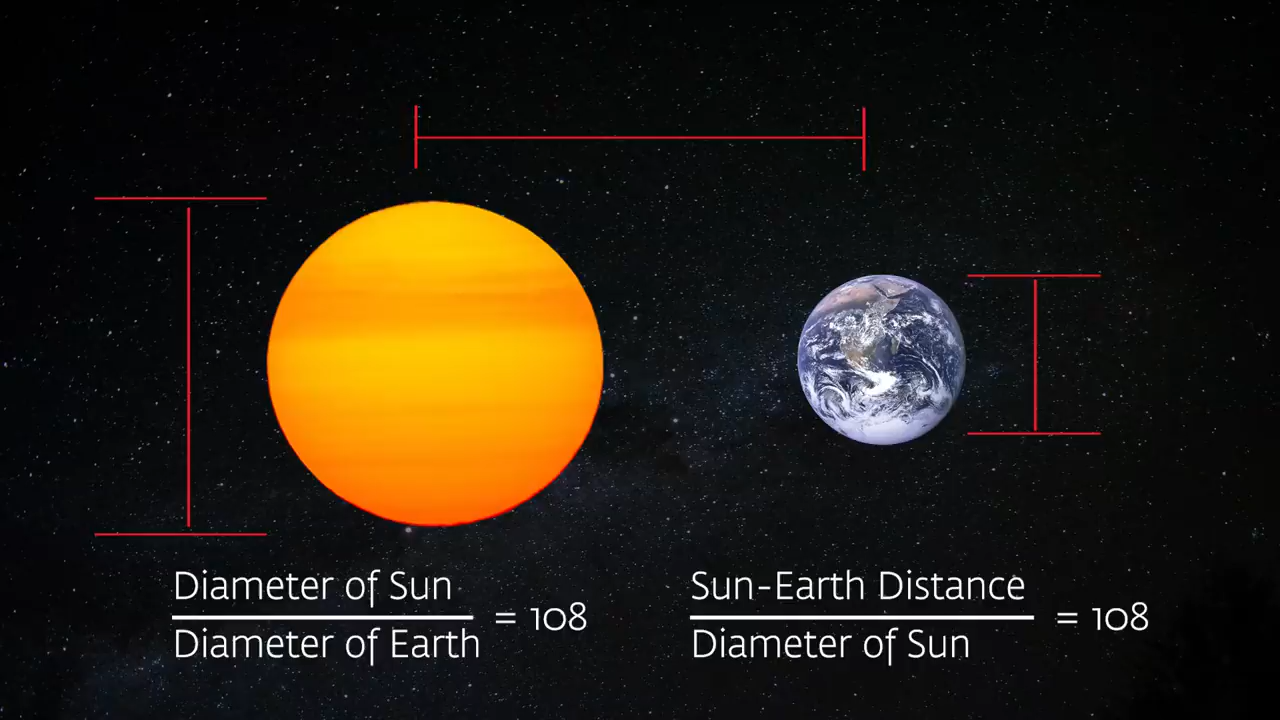 Diameter of Sun
Diameter of Earth
= 108
Sun-Earth Distance
Diameter of Sun
= 108